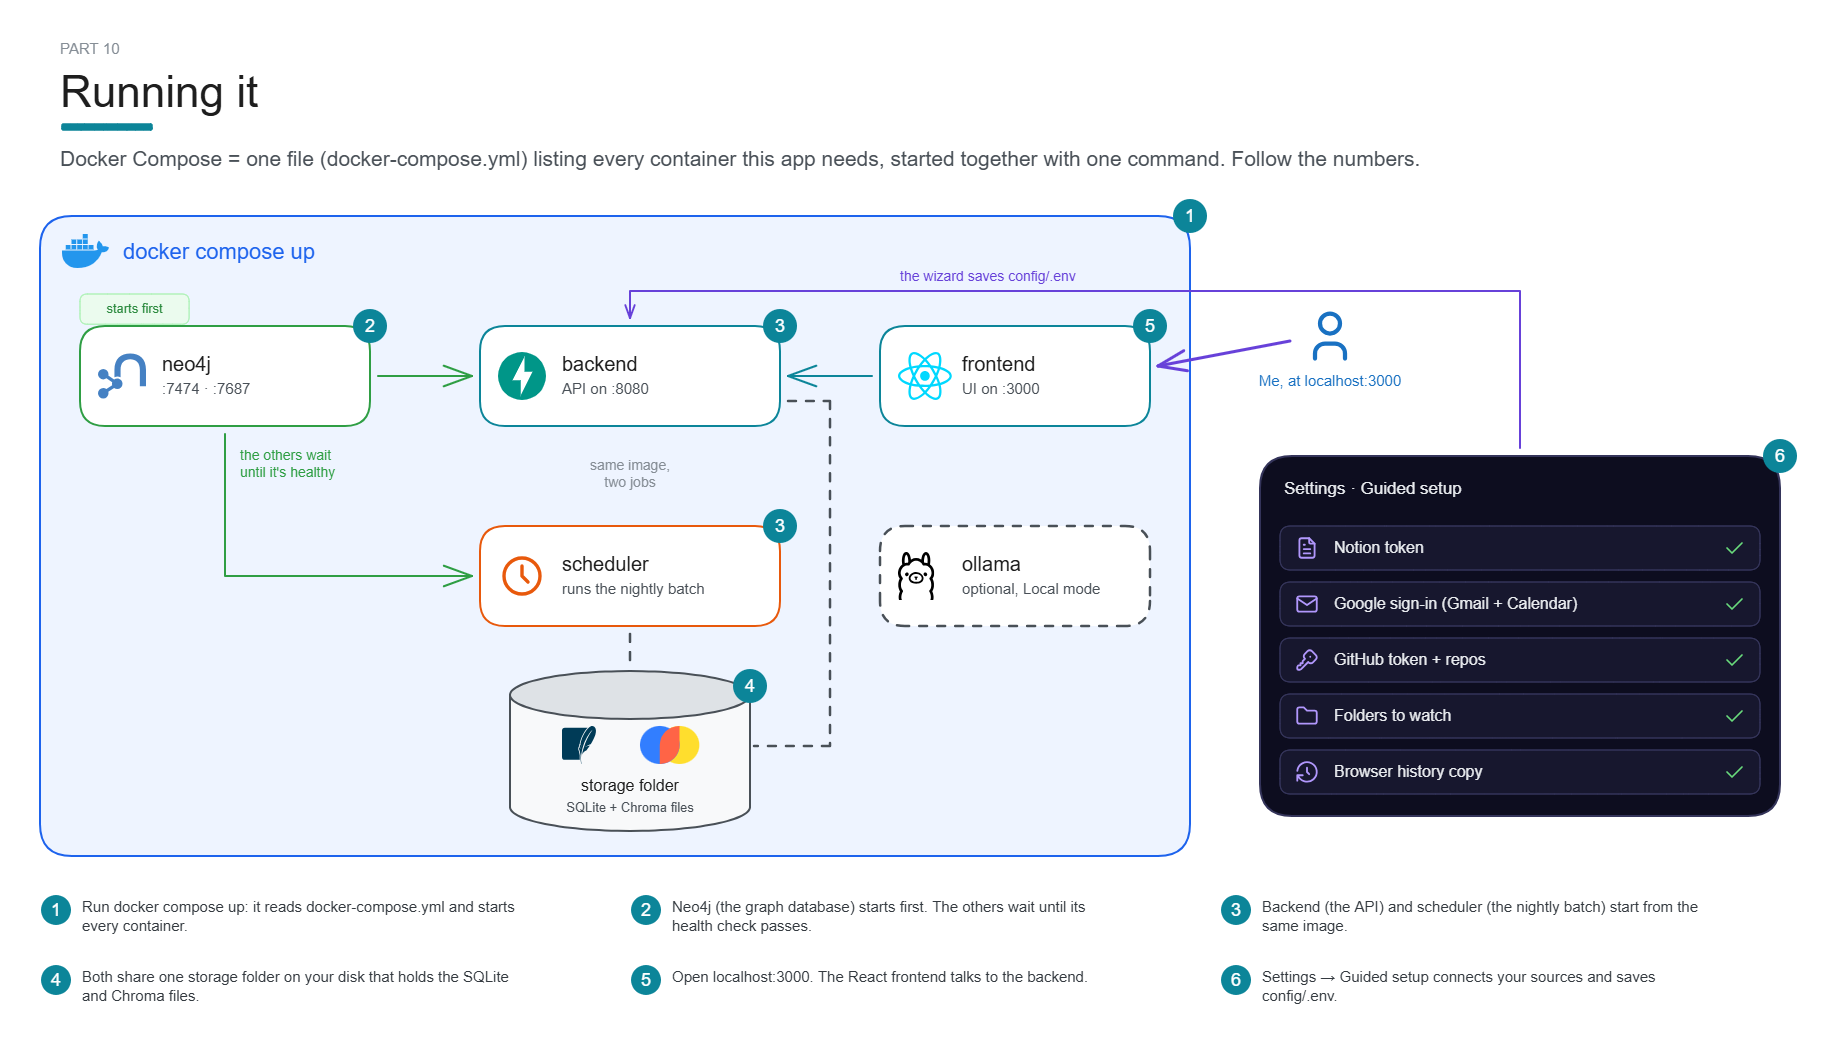 PART 10
Running it
Docker Compose = one file (docker-compose.yml) listing every container this app needs, started together with one command. Follow the numbers.
1
docker compose up
the wizard saves config/.env
starts first
2
neo4j
:7474 · :7687
3
backend
API on :8080
5
frontend
UI on :3000
Me, at localhost:3000
the others wait
until it's healthy
same image,
two jobs
3
scheduler
runs the nightly batch
ollama
optional, Local mode
4
storage folder
SQLite + Chroma files
6
Settings · Guided setup
Notion token
Google sign-in (Gmail + Calendar)
GitHub token + repos
Folders to watch
Browser history copy
1
Run docker compose up: it reads docker-compose.yml and starts
every container.
2
Neo4j (the graph database) starts first. The others wait until its
health check passes.
3
Backend (the API) and scheduler (the nightly batch) start from the
same image.
4
Both share one storage folder on your disk that holds the SQLite
and Chroma files.
5
Open localhost:3000. The React frontend talks to the backend.
6
Settings → Guided setup connects your sources and saves
config/.env.